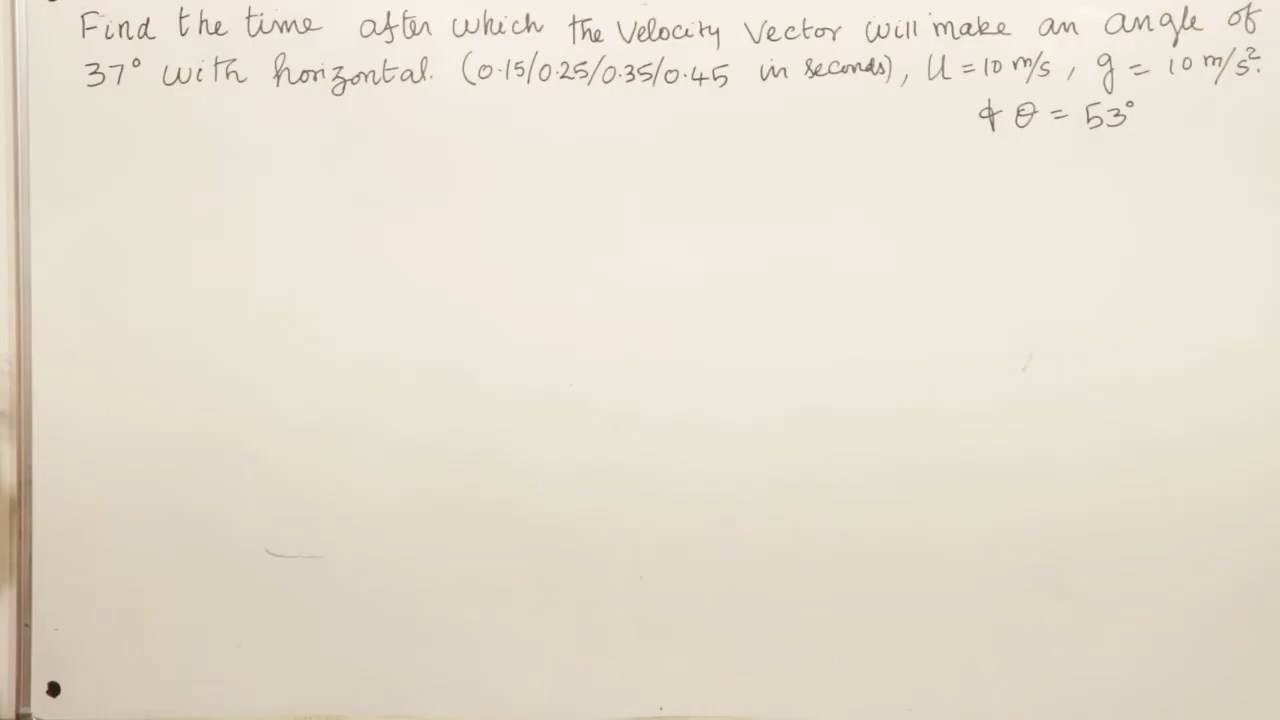 Find the time after which the velocity vector will make an angle of
37° with horizontal. (0.15/0.25/0.35/0.45 in seconds), U = 10 m/s, g = 10 m/s².
& θ = 53°